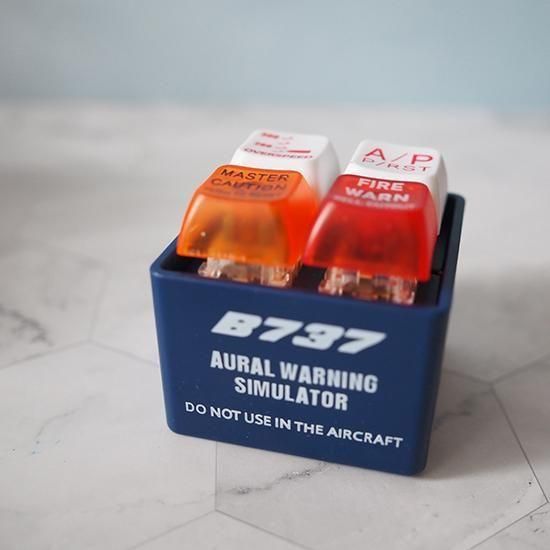 OVERSPEED
A/P
P/RST
MASTER
CAUTION
FIRE
WARN
B737
AURAL WARNING
SIMULATOR
DO NOT USE IN THE AIRCRAFT